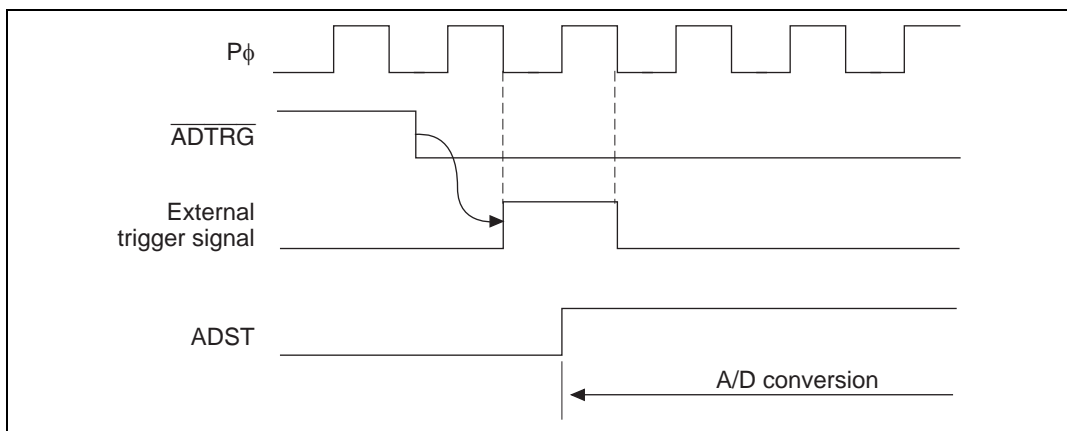 Pϕ
ADTRG
External
trigger signal
ADST
A/D conversion